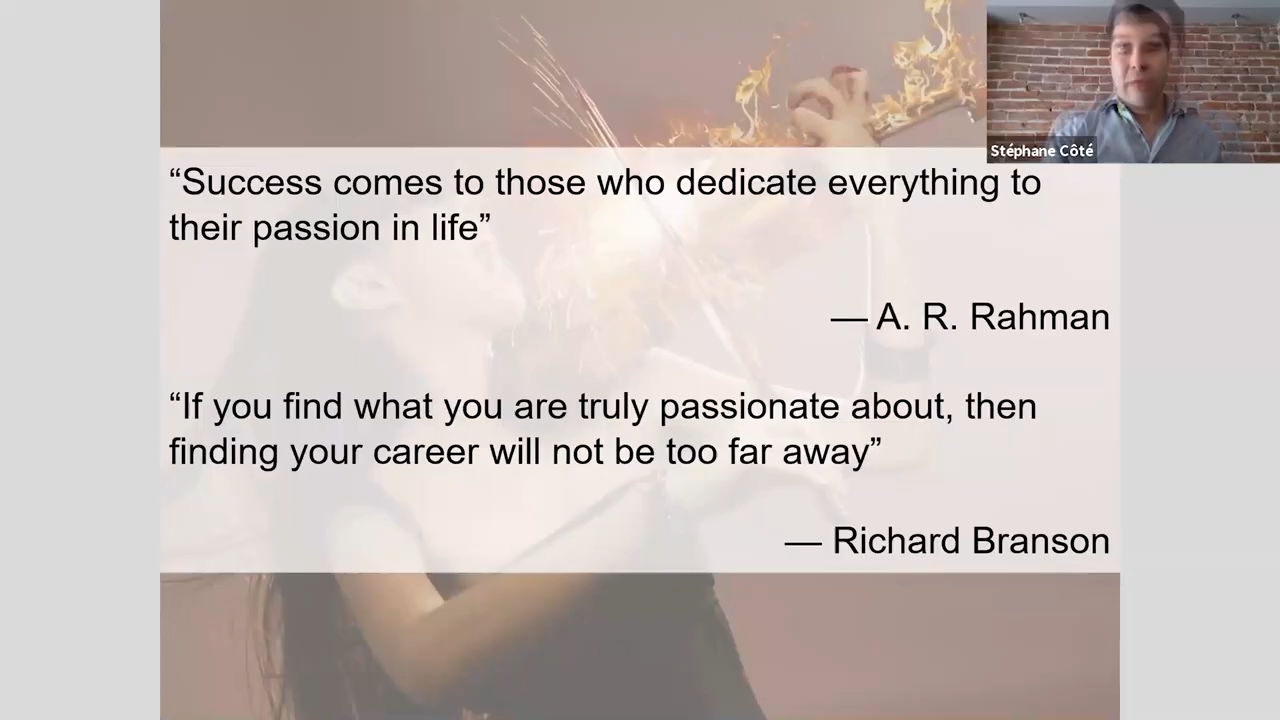 Stéphane Côté
“Success comes to those who dedicate everything to
their passion in life”
— A. R. Rahman
“If you find what you are truly passionate about, then
finding your career will not be too far away”
— Richard Branson